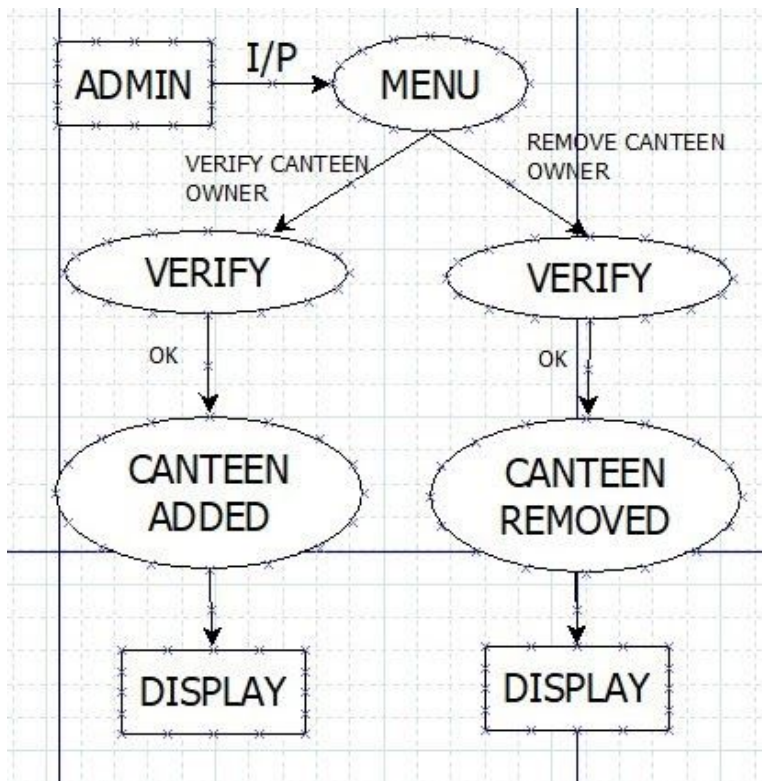 ADMIN
I/P
MENU
VERIFY CANTEEN
OWNER
REMOVE CANTEEN
OWNER
VERIFY
VERIFY
OK
OK
CANTEEN
ADDED
CANTEEN
REMOVED
DISPLAY
DISPLAY